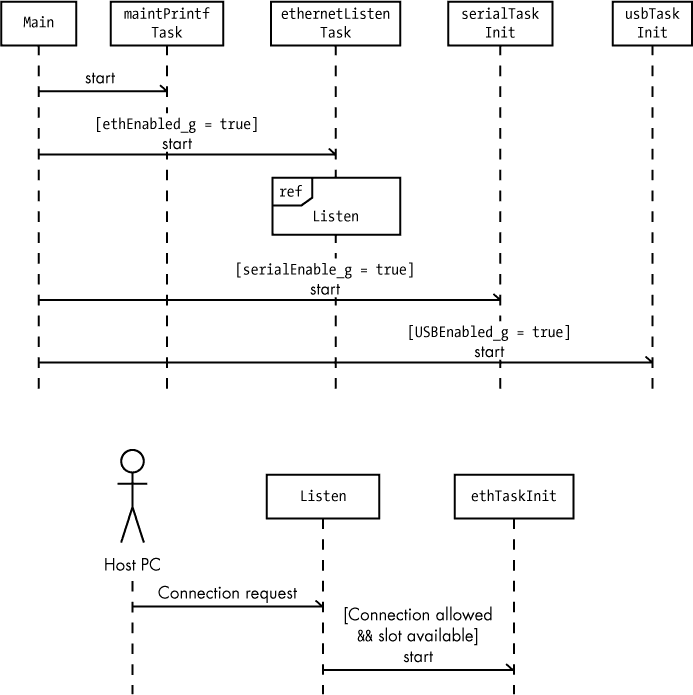 Main
maintPrintf
Task
ethernetListen
Task
serialTask
Init
usbTask
Init
start
[ethEnabled_g = true]
start
ref
Listen
[serialEnable_g = true]
start
[USBEnabled_g = true]
start
Listen
ethTaskInit
Host PC
Connection request
[Connection allowed
&& slot available]
start